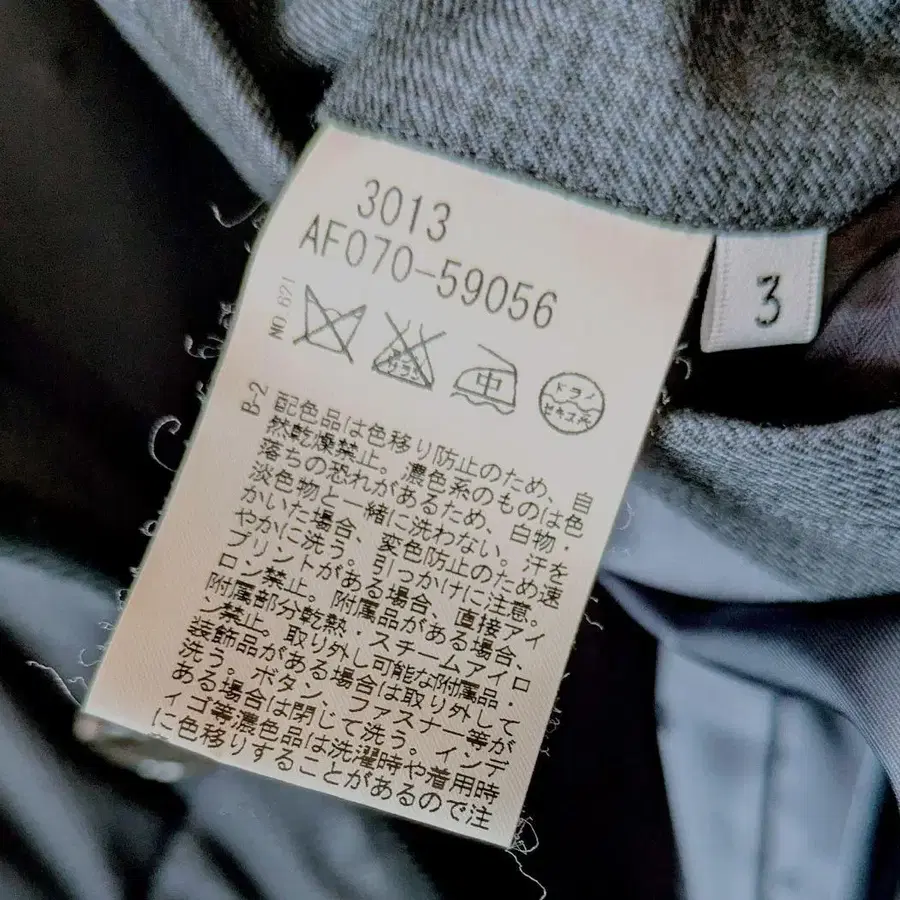 3013
AF070-59056
3
NO.671
エンソサラシ
中
ドライ
セキユ系
B-2
配色品は色移り防止のため、自
然乾燥禁止。濃色系のものは色
落ちの恐れがあるため、白物・
淡色物と一緒に洗わない。汗を
かいた場合、変色防止のため速
やかに洗う。引っかけに注意。
プリントがある場合、直接アイ
ロン禁止。附属品がある場合、
附属部分乾熱・スチームアイロ
ン禁止。取り外し可能な附属品・
装飾品がある場合は取り外して
洗う。ボタン、ファスナー等が
ある場合は閉じて洗う。インデ
ィゴ等濃色品は洗濯時や着用時
に色移りすることがあるので注